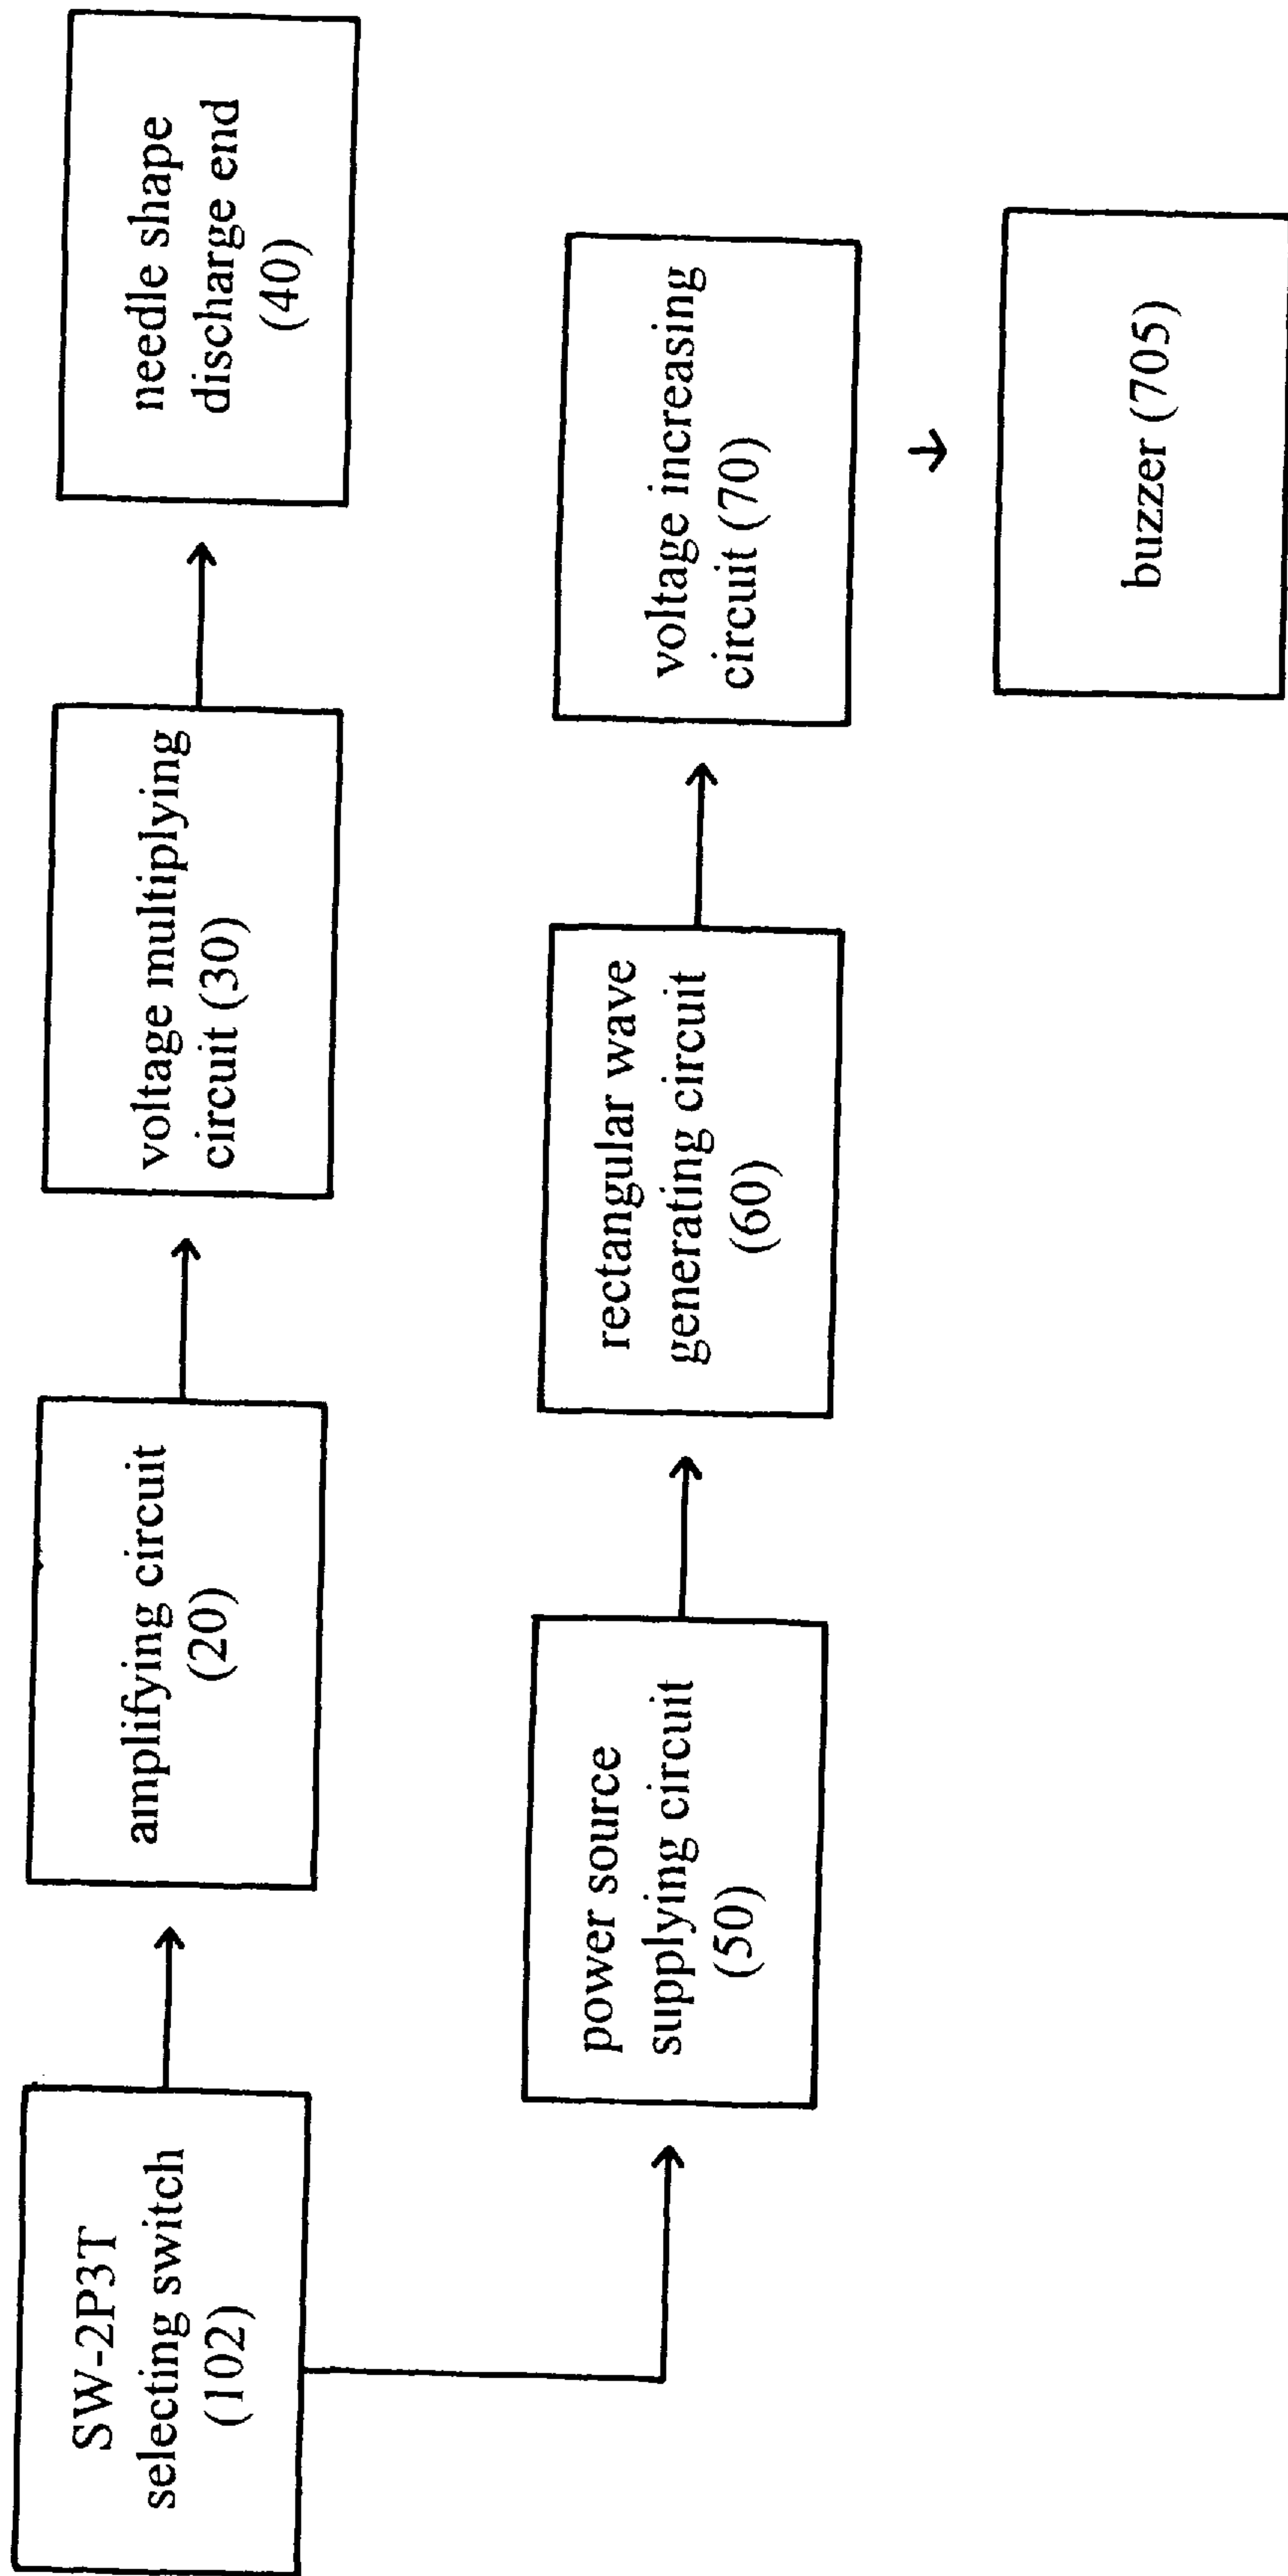 SW-2P3T
selecting switch
(102)
amplifying circuit
(20)
voltage multiplying
circuit (30)
needle shape
discharge end
(40)
power source
supplying circuit
(50)
rectangular wave
generating circuit
(60)
voltage increasing
circuit (70)
buzzer (705)